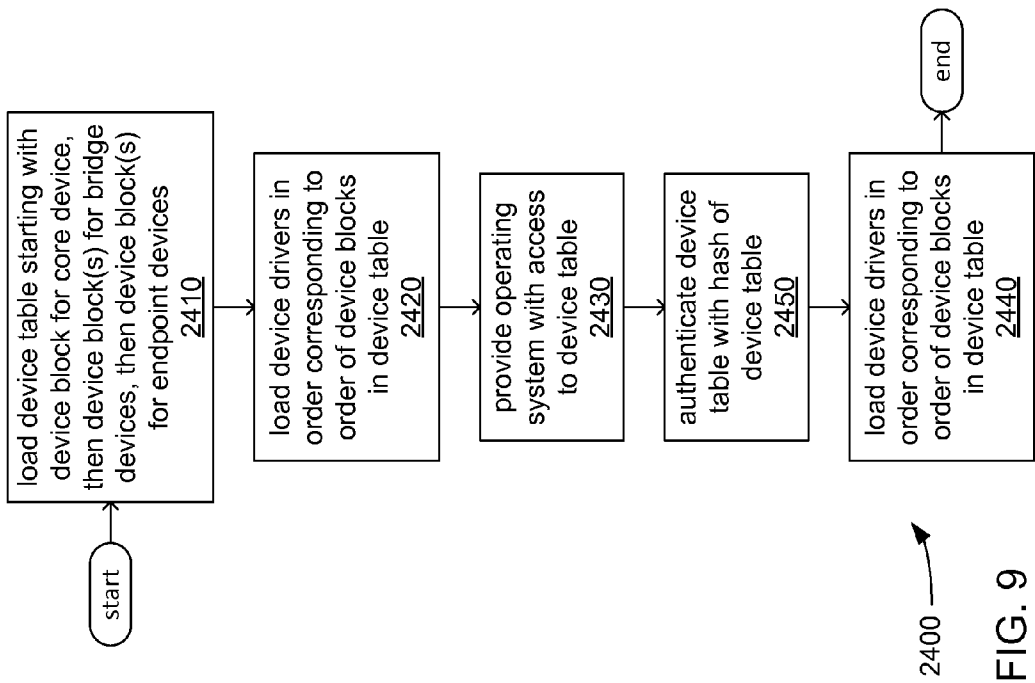 start
load device table starting with
device block for core device,
then device block(s) for bridge
devices, then device block(s)
for endpoint devices
2410
load device drivers in
order corresponding to
order of device blocks
in device table
2420
provide operating
system with access
to device table
2430
authenticate device
table with hash of
device table
2450
load drivers in
order corresponding to
order of device blocks
in device table
2440
end
2400
FIG. 9